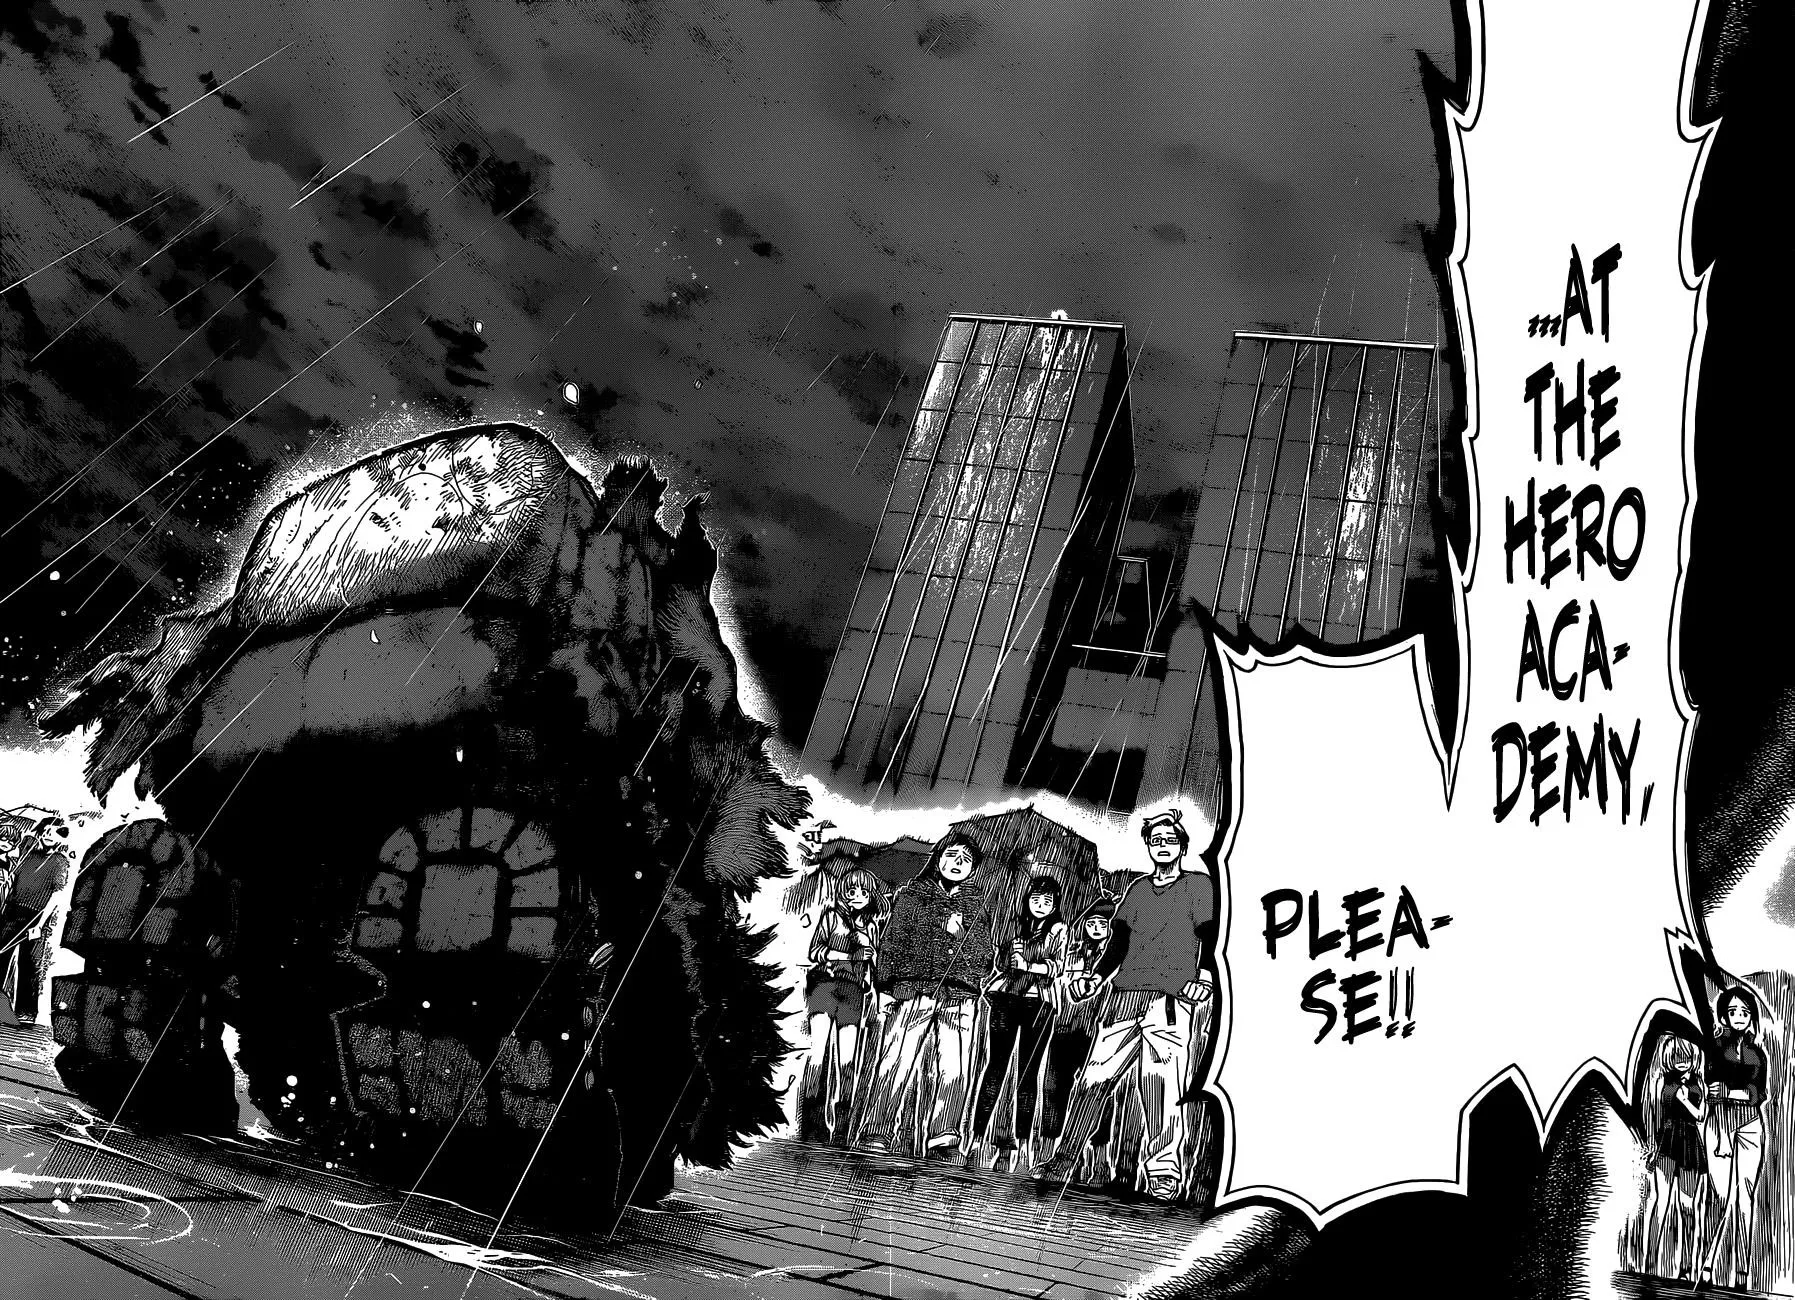 ...AT
THE
HERO
ACA-
DEMY,
PLEA-
SE!!